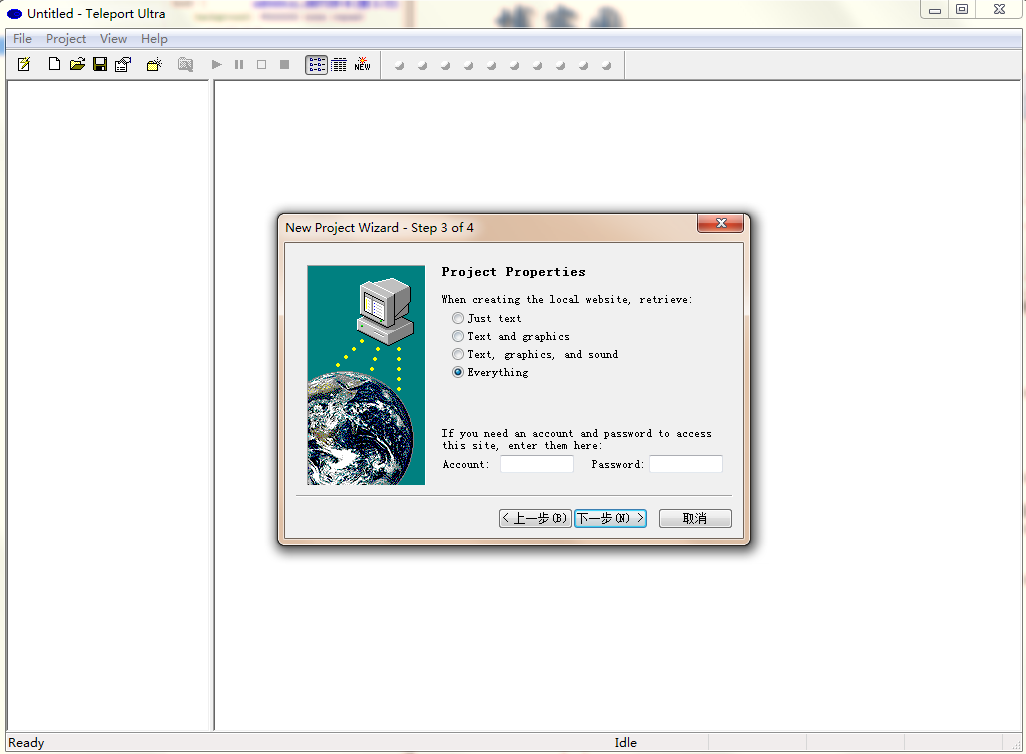 Untitled - Teleport Ultra
File Project View Help
NEW
New Project Wizard - Step 3 of 4
Project Properties
When creating the local website, retrieve:
Just text
Text and graphics
Text, graphics, and sound
Everything
If you need an account and password to access
this site, enter them here:
Account: Password:
< 上一步(B) 下一步(N) > 取消
Ready Idle